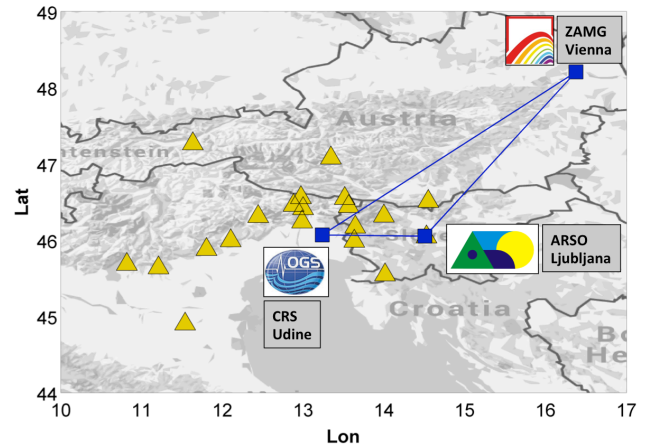 49
ZAMG
Vienna
48
Austria
47
ntenstein
Lat
46
ARSO
Ljubljana
OGS
CRS
Udine
45
Croatia
Bo
He
44
10 11 12 13 14 15 16 17
Lon